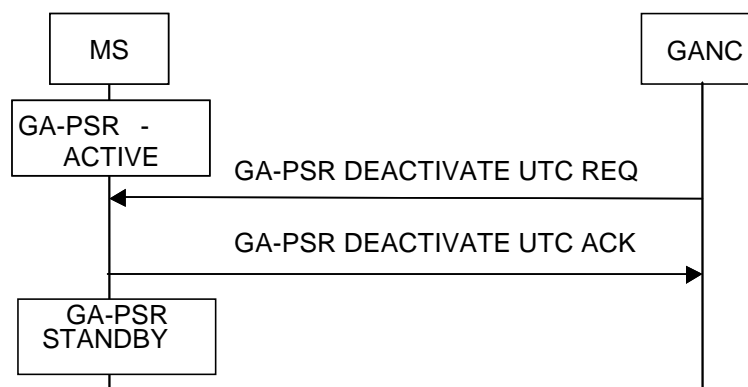 MS
GANC
GA-PSR -
ACTIVE
GA-PSR DEACTIVATE UTC REQ
GA-PSR DEACTIVATE UTC ACK
GA-PSR
STANDBY